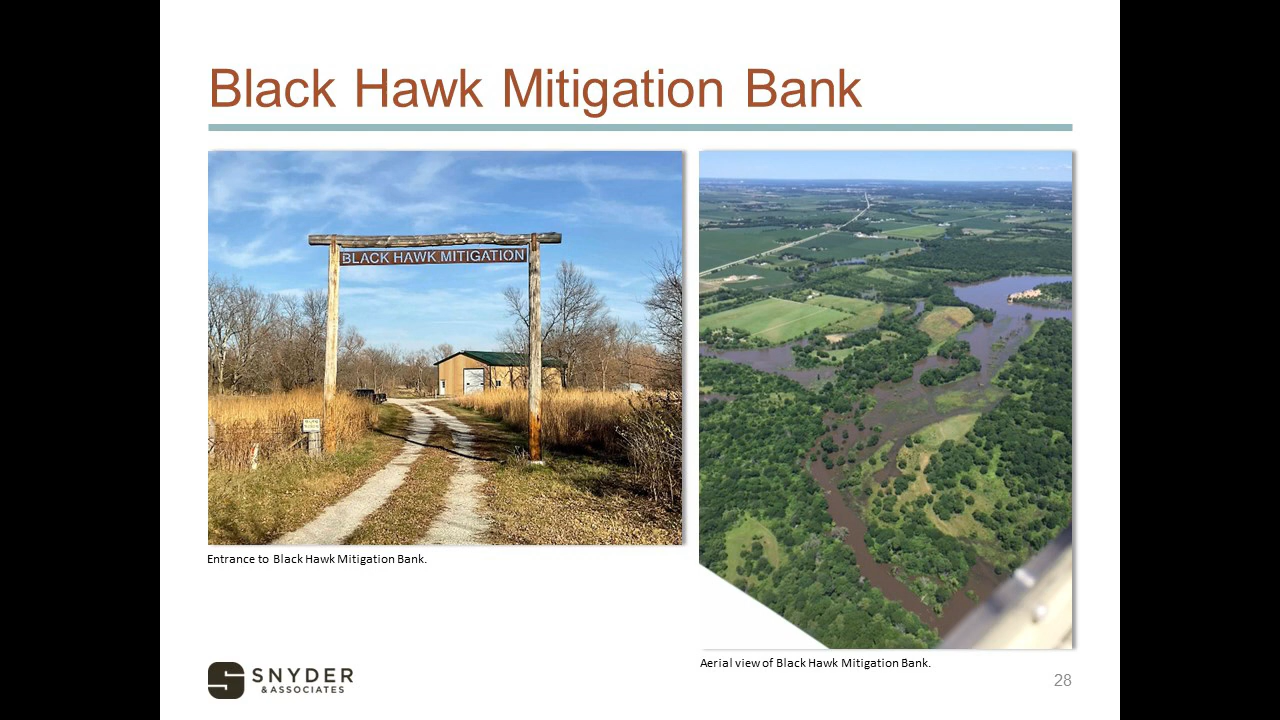 Black Hawk Mitigation Bank
BLACK HAWK MITIGATION
Entrance to Black Hawk Mitigation Bank.
Aerial view of Black Hawk Mitigation Bank.
SNYDER
& ASSOCIATES
28